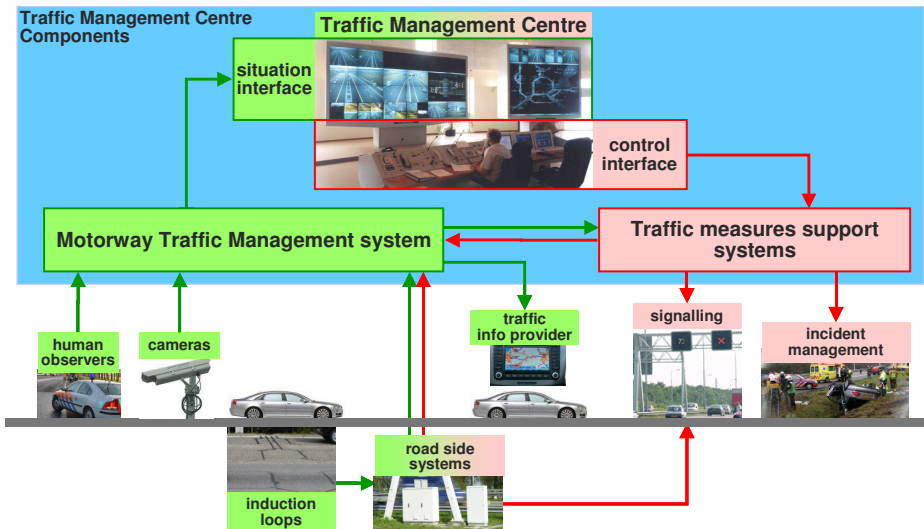 Traffic Management Centre
Components
Traffic Management Centre
situation
interface
control
interface
Motorway Traffic Management system
Traffic measures support
systems
human
observers
cameras
traffic
info provider
signalling
incident
management
70
induction
loops
road side
systems